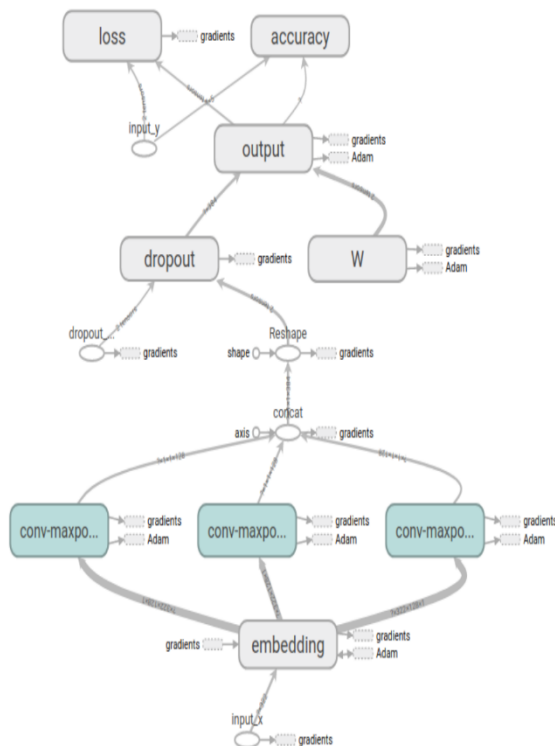 loss
gradients
accuracy
input_y
output
gradients
Adam
dropout
gradients
W
gradients
Adam
dropout_...
gradients
Reshape
shape
gradients
concat
axis
gradients
conv-maxpo...
gradients
Adam
conv-maxpo...
gradients
Adam
conv-maxpo...
gradients
Adam
gradients
embedding
gradients
Adam
input_x
gradients